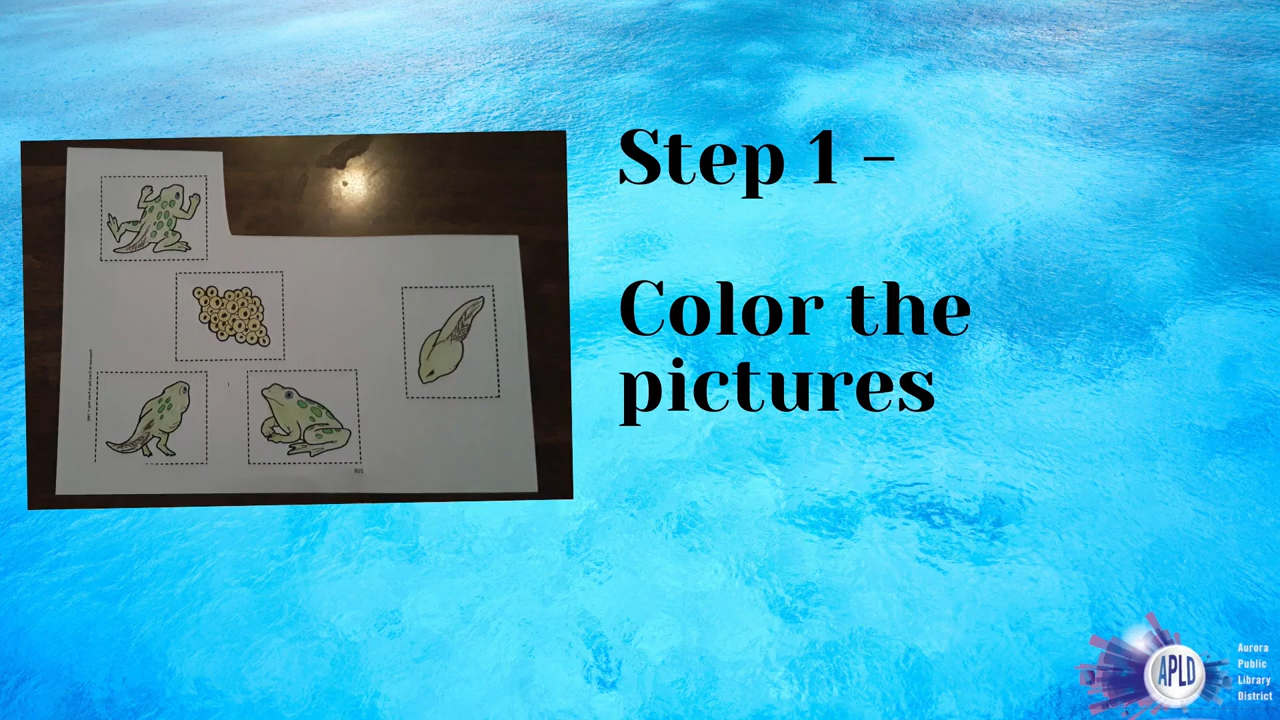 Step 1 –
Color the
pictures
APLD
Aurora
Public
Library
District